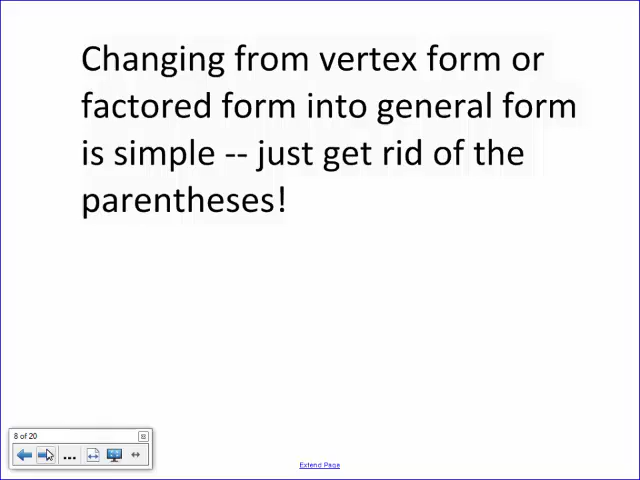 Changing from vertex form or
factored form into general form
is simple -- just get rid of the
parentheses!
8 of 20
Extend Page